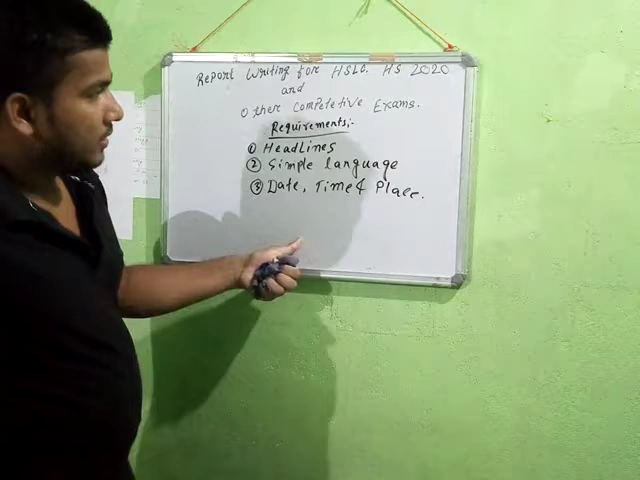 Report Writing for HSLC. HS 2020
and
Other Competetive Exams.
Requirements:-
① HeadLines
② Simple language
③ Date, Time & Place.